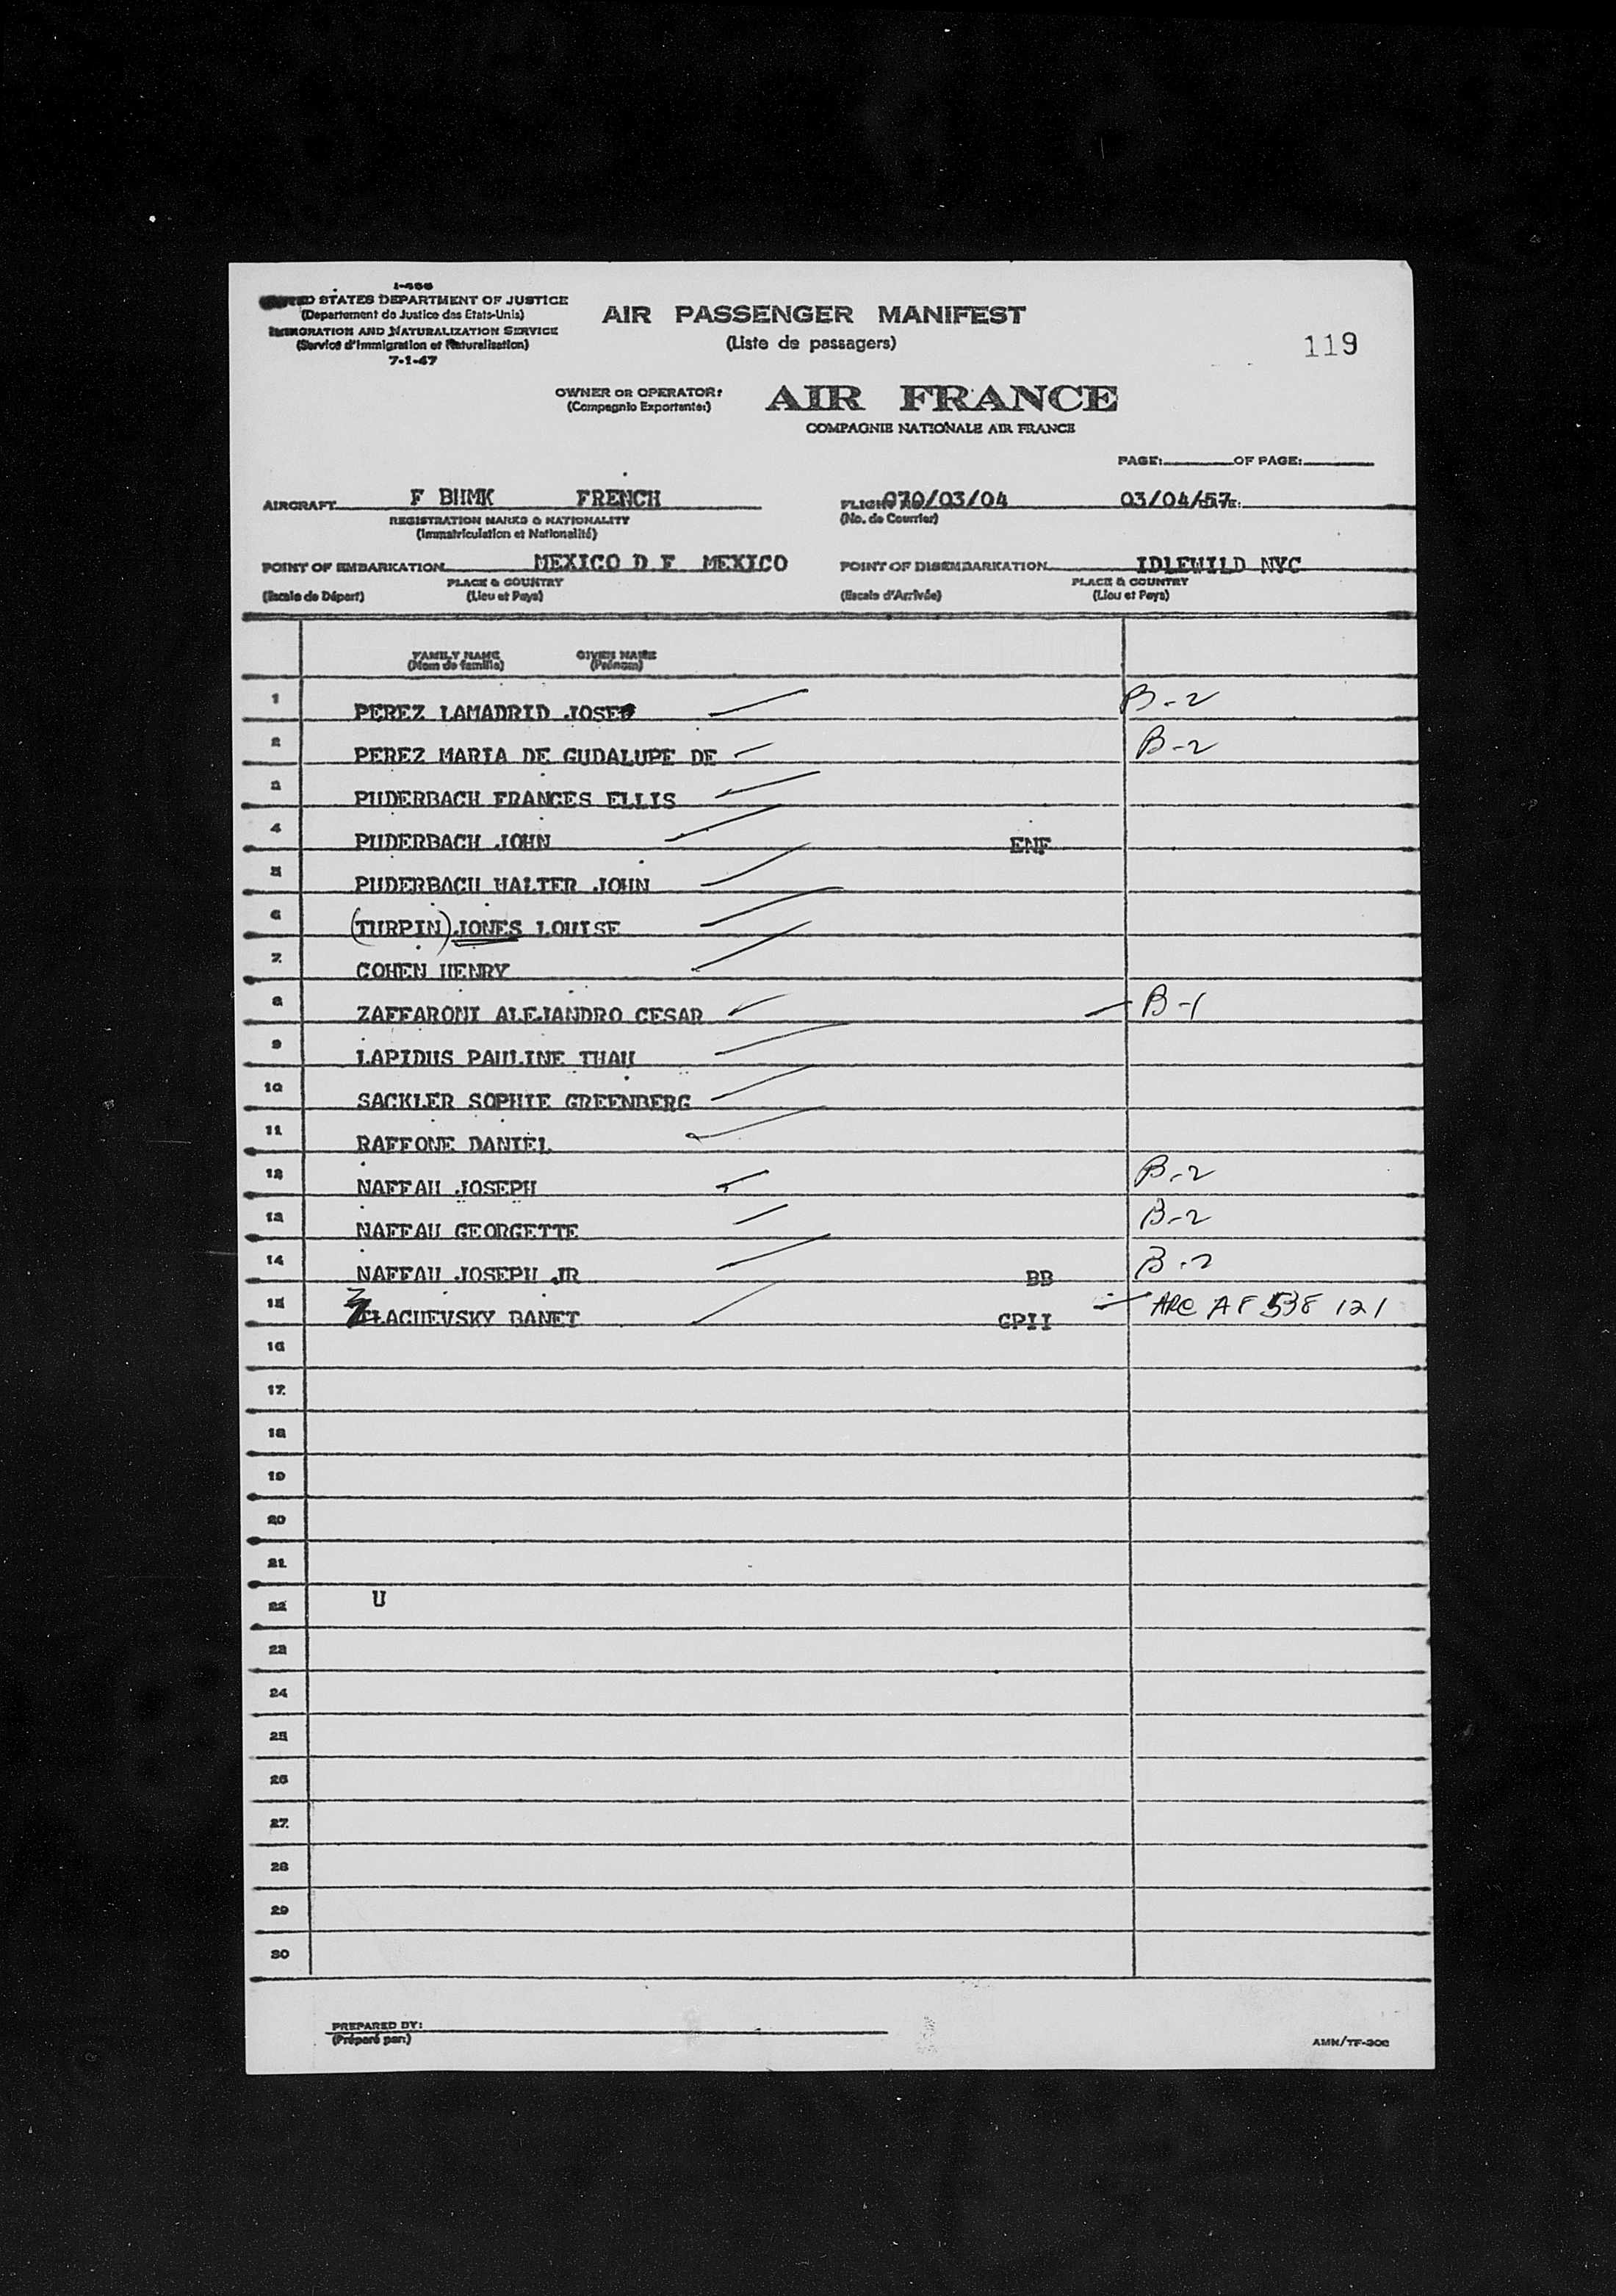 I-466
UNITED STATES DEPARTMENT OF JUSTICE
(Departement de Justice des Etats-Unis)
IMMIGRATION AND NATURALIZATION SERVICE
(Service d'Immigration et Naturalisation)
7-1-47
AIR PASSENGER MANIFEST
(Liste de passagers)
119
OWNER OR OPERATOR:
(Compagnie Exportante:)
AIR FRANCE
COMPAGNIE NATIONALE AIR FRANCE
PAGE: OF PAGE:
AIRCRAFT F BHMK FRENCH
REGISTRATION MARKS & NATIONALITY
(Immatriculation et Nationalité)
FLIGHT 070/03/04 03/04/57
(No. de Courrier)
POINT OF EMBARKATION MEXICO D F MEXICO
PLACE & COUNTRY
(Escale de Départ) (Lieu et Pays)
POINT OF DISEMBARKATION IDLEWILD NYC
PLACE & COUNTRY
(Escale d'Arrivée) (Lieu et Pays)
FAMILY NAME GIVEN NAME
(Nom de famille) (Prénom)
1 PEREZ LAMADRID JOSE B-2
2 PEREZ MARIA DE GUDALUPE DE B-2
3 PUDERBACH FRANCES ELLIS
4 PUDERBACH JOHN ENF
5 PUDERBACH WALTER JOHN
6 (TURPIN) JONES LOUISE
7 COHEN HENRY
8 ZAFFARONI ALEJANDRO CESAR B-1
9 LAPIDUS PAULINE THAU
10 SACKLER SOPHIE GREENBERG
11 RAFFONE DANIEL
12 NAFFAH JOSEPH B-2
13 NAFFAH GEORGETTE B-2
14 NAFFAH JOSEPH JR BB B-2
15 ZLACHEVSKY BANET GPII ARC A8 538 121
16
17
18
19
20
21
22 U
23
24
25
26
27
28
29
30
PREPARED BY:
(Préparé par:)